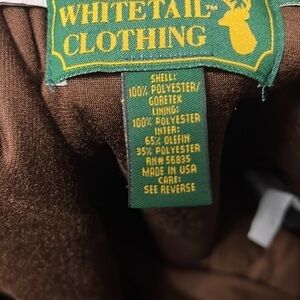 WHITETAIL™
CLOTHING
SHELL:
100% POLYESTER/
GORETEX
LINING:
100% POLYESTER
INTER:
65% OLEFIN
35% POLYESTER
RN# 56835
MADE IN USA
CARE:
SEE REVERSE